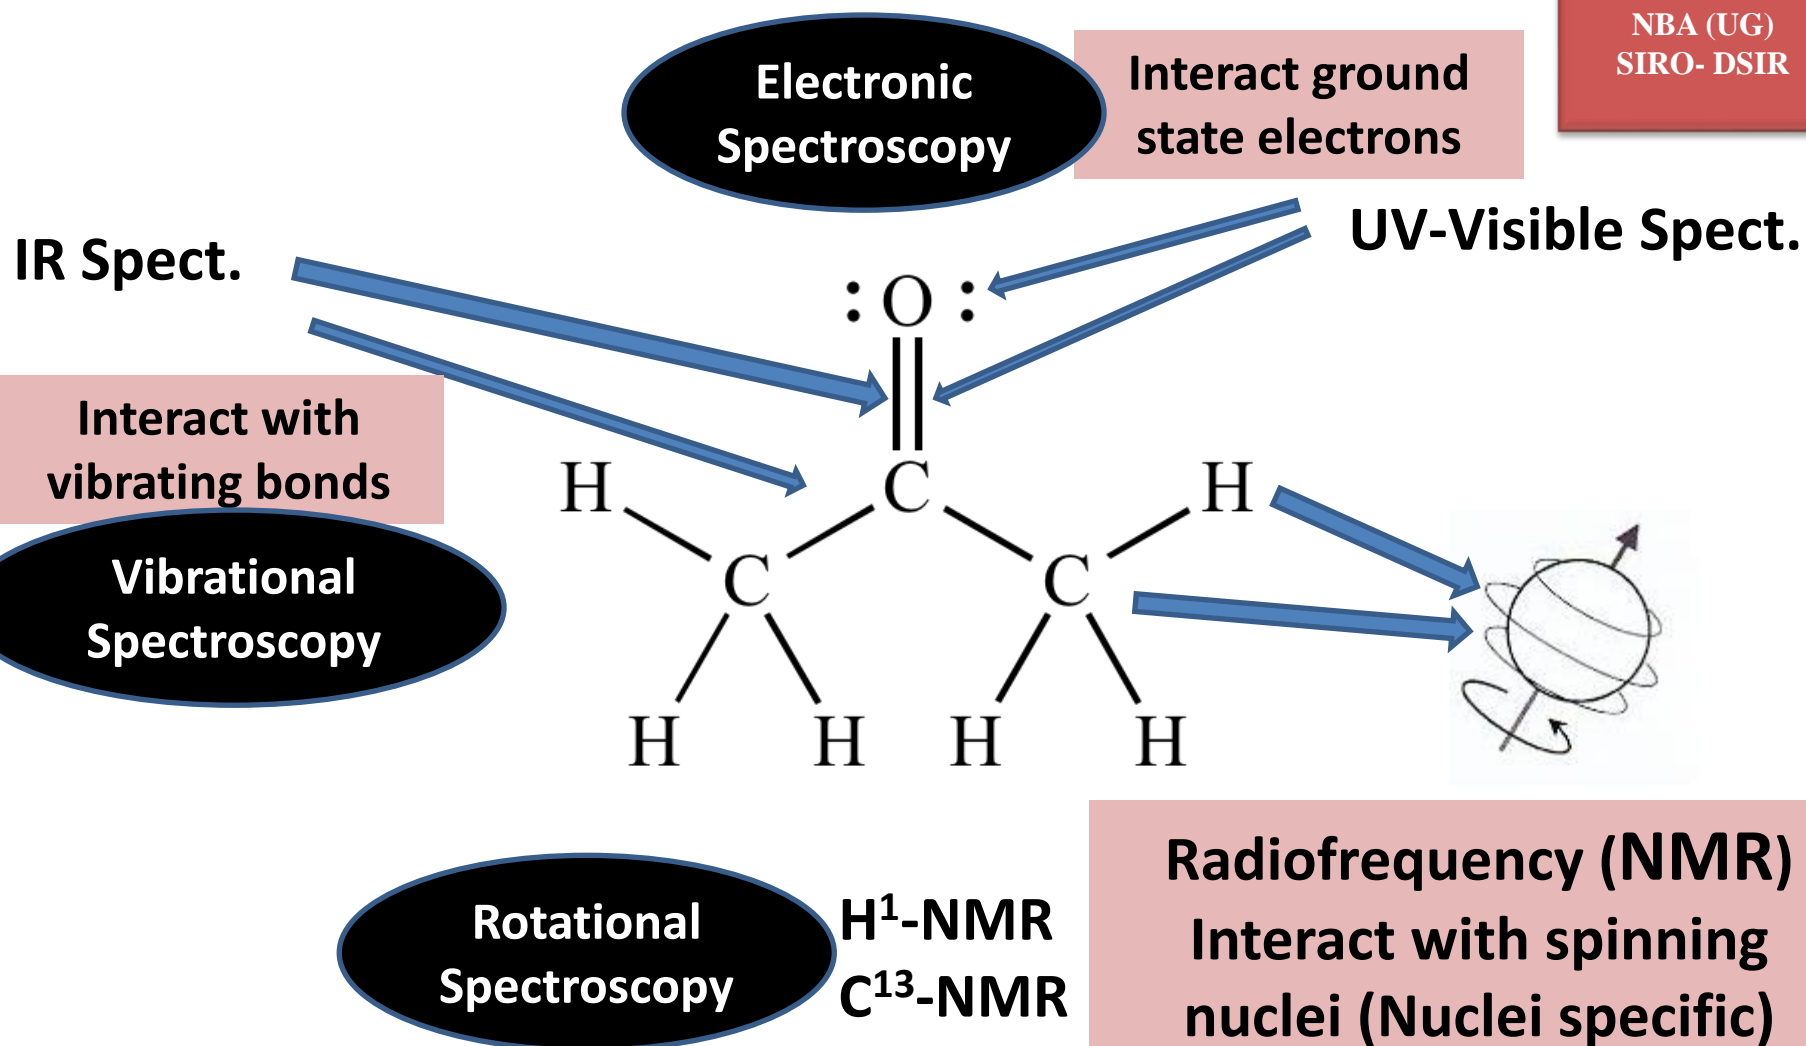 NBA (UG)
SIRO- DSIR
Electronic
Spectroscopy
Interact ground
state electrons
IR Spect.
UV-Visible Spect.
: O :
Interact with
vibrating bonds
H C H
Vibrational
Spectroscopy
C C
H H H H
Rotational
Spectroscopy
H¹-NMR
C¹³-NMR
Radiofrequency (NMR)
Interact with spinning
nuclei (Nuclei specific)